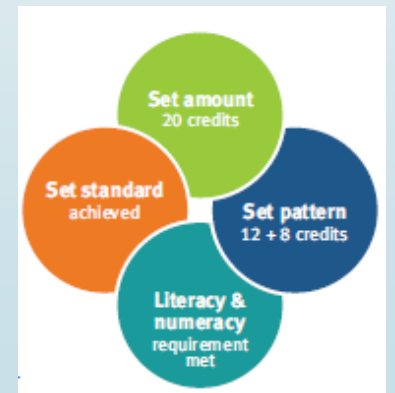 Set amount
20 credits
Set standard
achieved
Set pattern
12 + 8 credits
Literacy &
numeracy
requirement
met